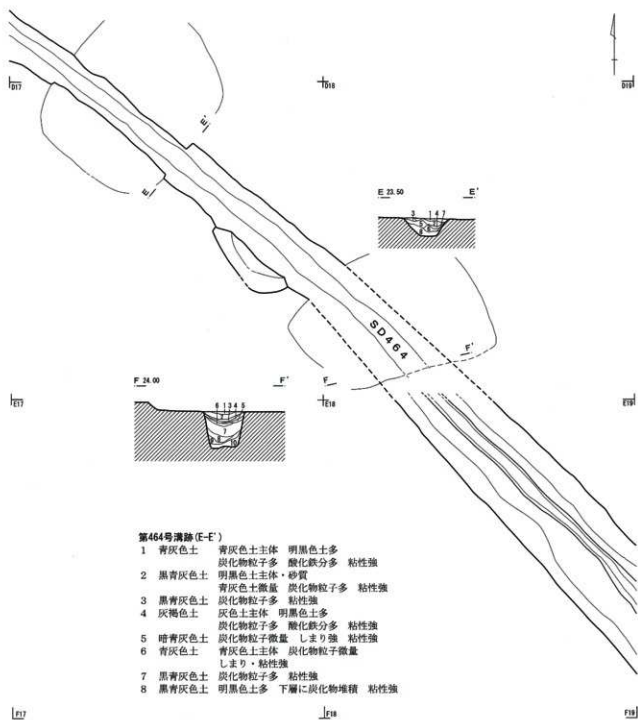 D17
D18
D19
E'
E
E 23.50
E'
3 1 4 7
SD464
F'
F
F 24.00
F'
6 1 3 4 5
7
E17
E18
E19
第464号溝跡(E-E')
1 青灰色土 青灰色土主体 明黒色土多
炭化物粒子多 酸化鉄分多 粘性強
2 黒青灰色土 明黒色土主体・砂質
青灰色土微量 炭化物粒子多 粘性強
3 黒青灰色土 炭化物粒子多 粘性強
4 灰褐色土 灰色土主体 明黒色土多
炭化物粒子多 酸化鉄分多 粘性強
5 暗青灰色土 炭化物粒子微量 しまり強 粘性強
6 青灰色土 青灰色土主体 炭化物粒子微量
しまり・粘性強
7 黒青灰色土 炭化物粒子多 粘性強
8 黒青灰色土 明黒色土多 下層に炭化物堆積 粘性強
F17
F18
F19